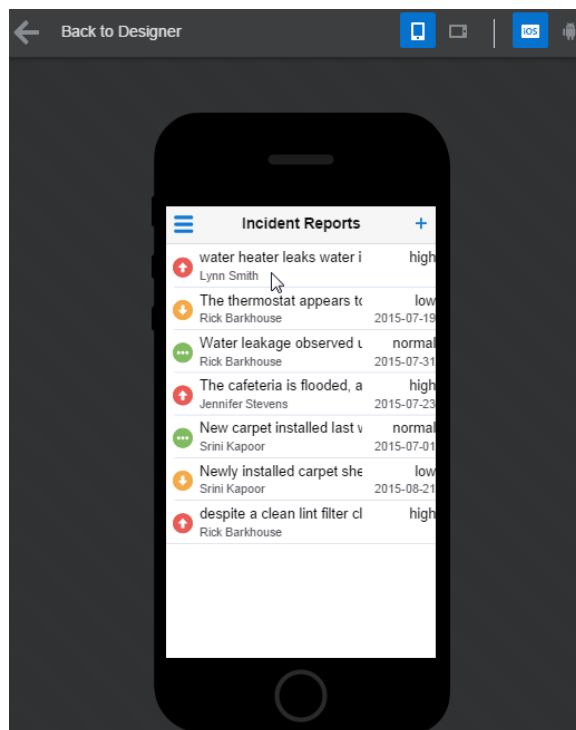 Back to Designer
iOS
Incident Reports +
water heater leaks water i high
Lynn Smith
The thermostat appears to low
Rick Barkhouse 2015-07-19
Water leakage observed u normal
Rick Barkhouse 2015-07-31
The cafeteria is flooded, a high
Jennifer Stevens 2015-07-23
New carpet installed last normal
Srini Kapoor 2015-07-01
Newly installed carpet she low
Srini Kapoor 2015-08-21
despite a clean lint filter cl high
Rick Barkhouse